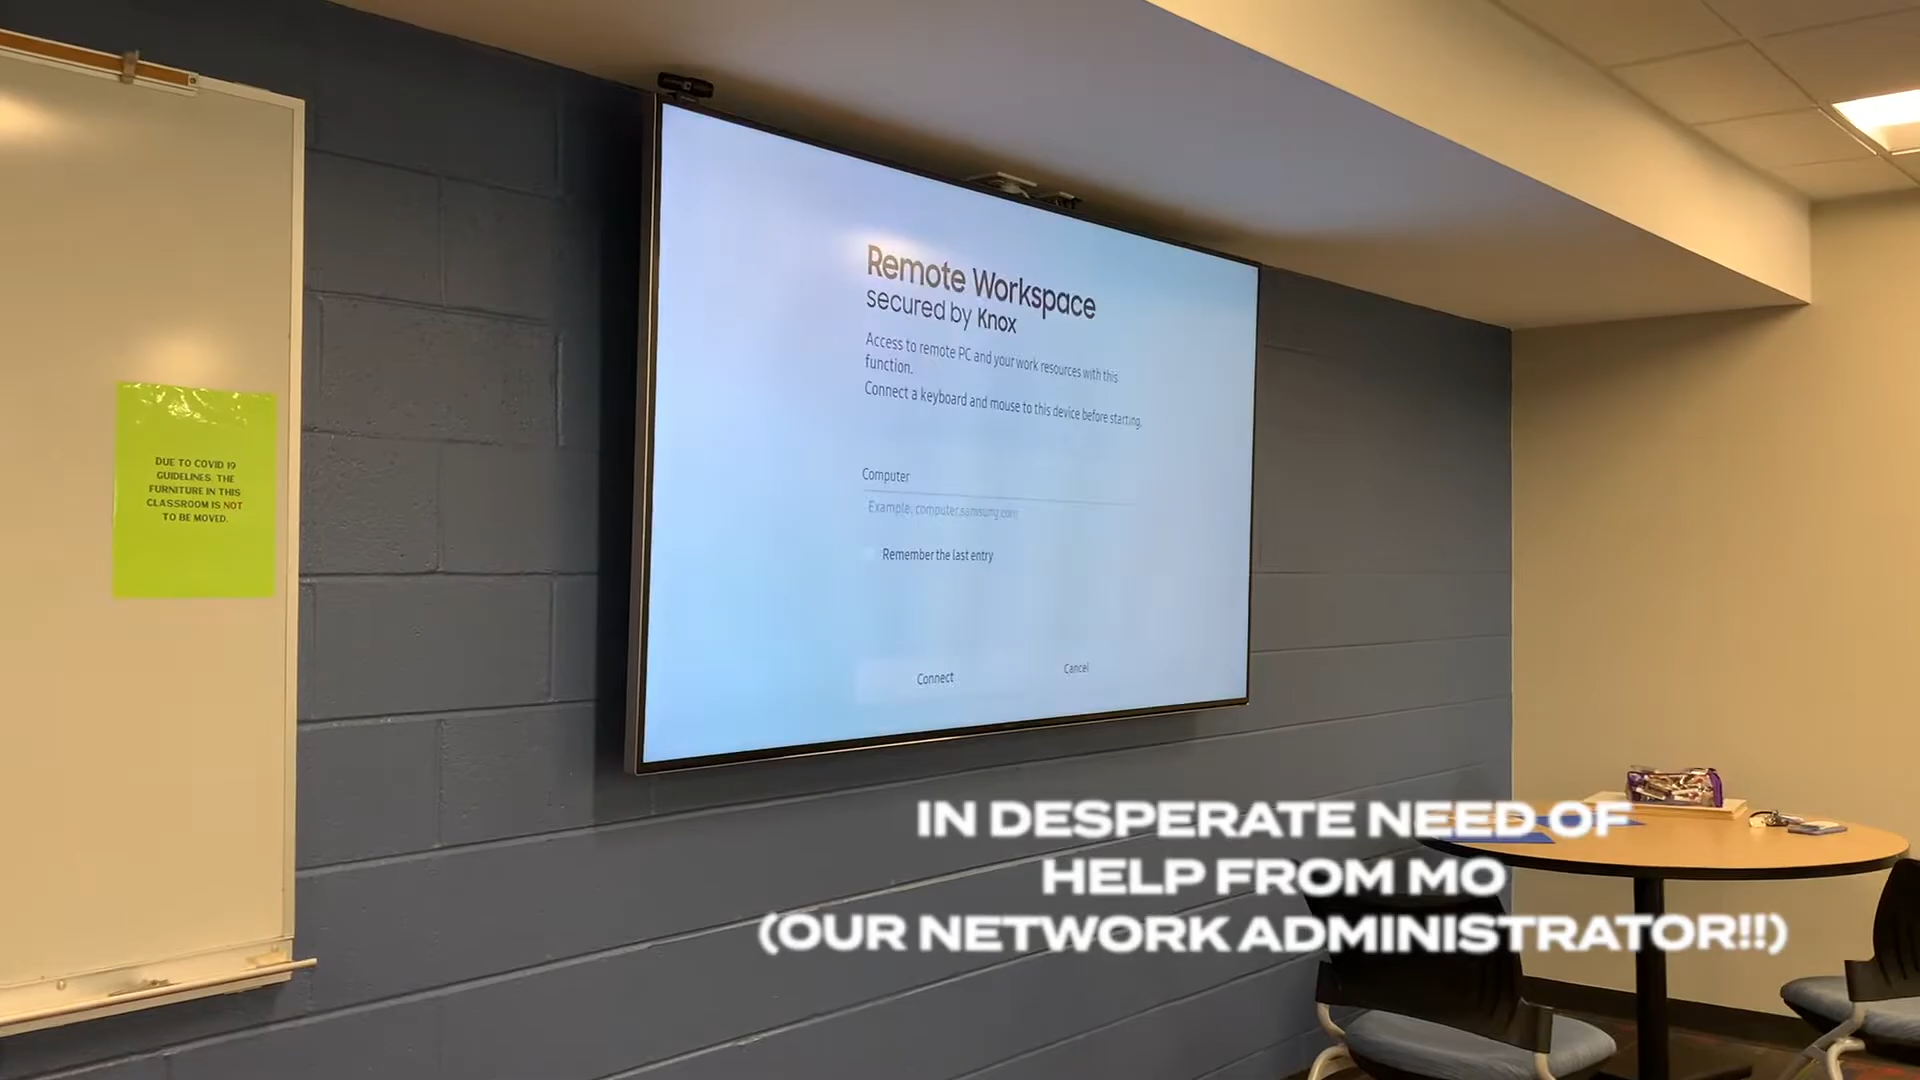 DUE TO COVID 19
GUIDELINES, THE
FURNITURE IN THIS
CLASSROOM IS NOT
TO BE MOVED.
Remote Workspace
secured by Knox
Access to remote PC and your work resources with this
function.
Connect a keyboard and mouse to this device before starting.
Computer
Example. computer.samsung.com
Remember the last entry
Connect
Cancel
IN DESPERATE NEED OF
HELP FROM MO
(OUR NETWORK ADMINISTRATOR!!)